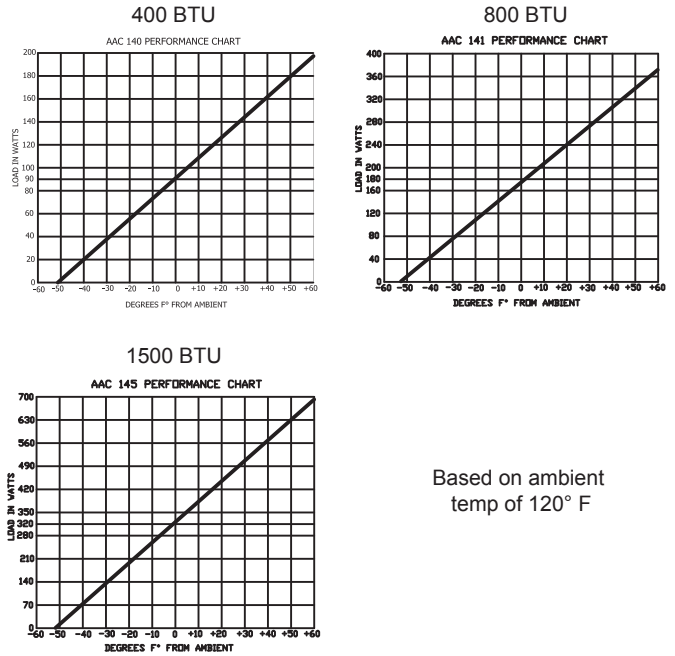 400 BTU
AAC 140 PERFORMANCE CHART
LOAD IN WATTS
200
180
160
140
120
100
90
80
60
40
20
0
-60 -50 -40 -30 -20 -10 0 +10 +20 +30 +40 +50 +60
DEGREES F° FROM AMBIENT
800 BTU
AAC 141 PERFORMANCE CHART
LOAD IN WATTS
400
360
320
280
240
200
180
160
120
80
40
0
-60 -50 -40 -30 -20 -10 0 +10 +20 +30 +40 +50 +60
DEGREES F° FROM AMBIENT
1500 BTU
AAC 145 PERFORMANCE CHART
LOAD IN WATTS
700
630
560
490
420
350
320
280
210
140
70
0
-60 -50 -40 -30 -20 -10 0 +10 +20 +30 +40 +50 +60
DEGREES F° FROM AMBIENT
Based on ambient
temp of 120° F